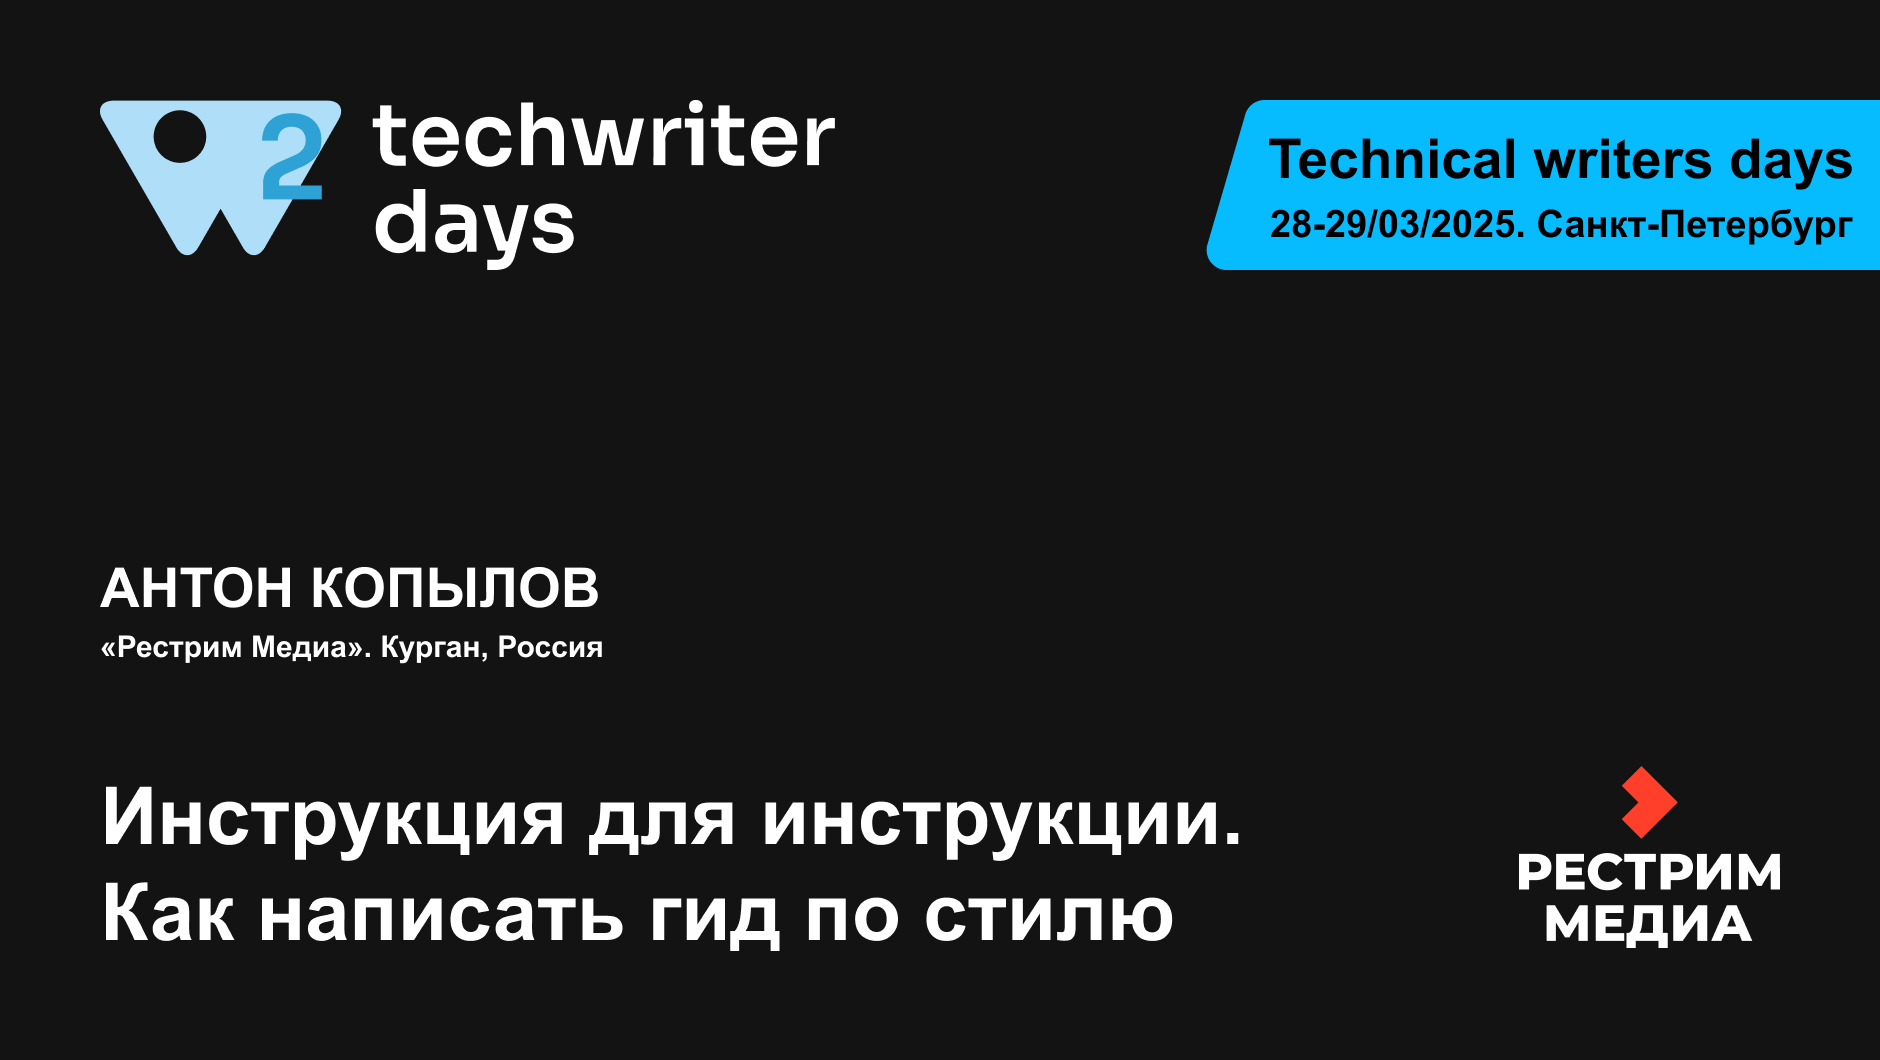 2
techwriter
days
Technical writers days
28-29/03/2025. Санкт-Петербург
АНТОН КОПЫЛОВ
«Рестрим Медиа». Курган, Россия
Инструкция для инструкции.
Как написать гид по стилю
РЕСТРИМ
МЕДИА